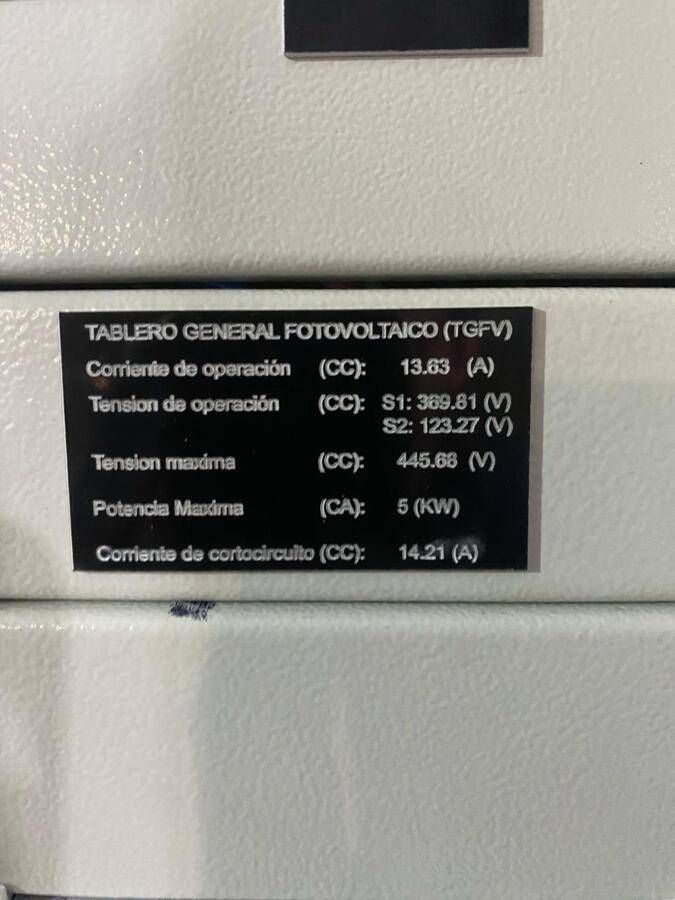 TABLERO GENERAL FOTOVOLTAICO (TGFV)
Corriente de operación (CC): 13.63 (A)
Tension de operación (CC): S1: 369.81 (V)
S2: 123.27 (V)
Tension maxima (CC): 445.68 (V)
Potencia Maxima (CA): 5 (KW)
Corriente de cortocircuito (CC): 14.21 (A)